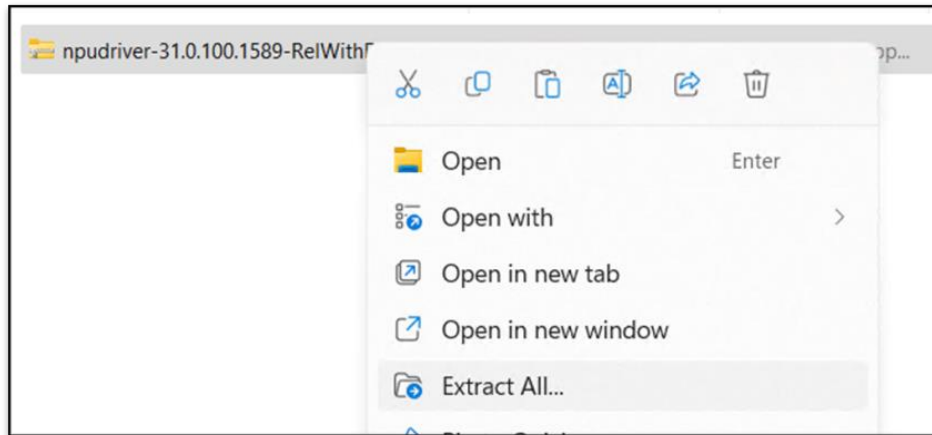 npudriver-31.0.100.1589-RelWith
Open Enter
Open with
Open in new tab
Open in new window
Extract All...